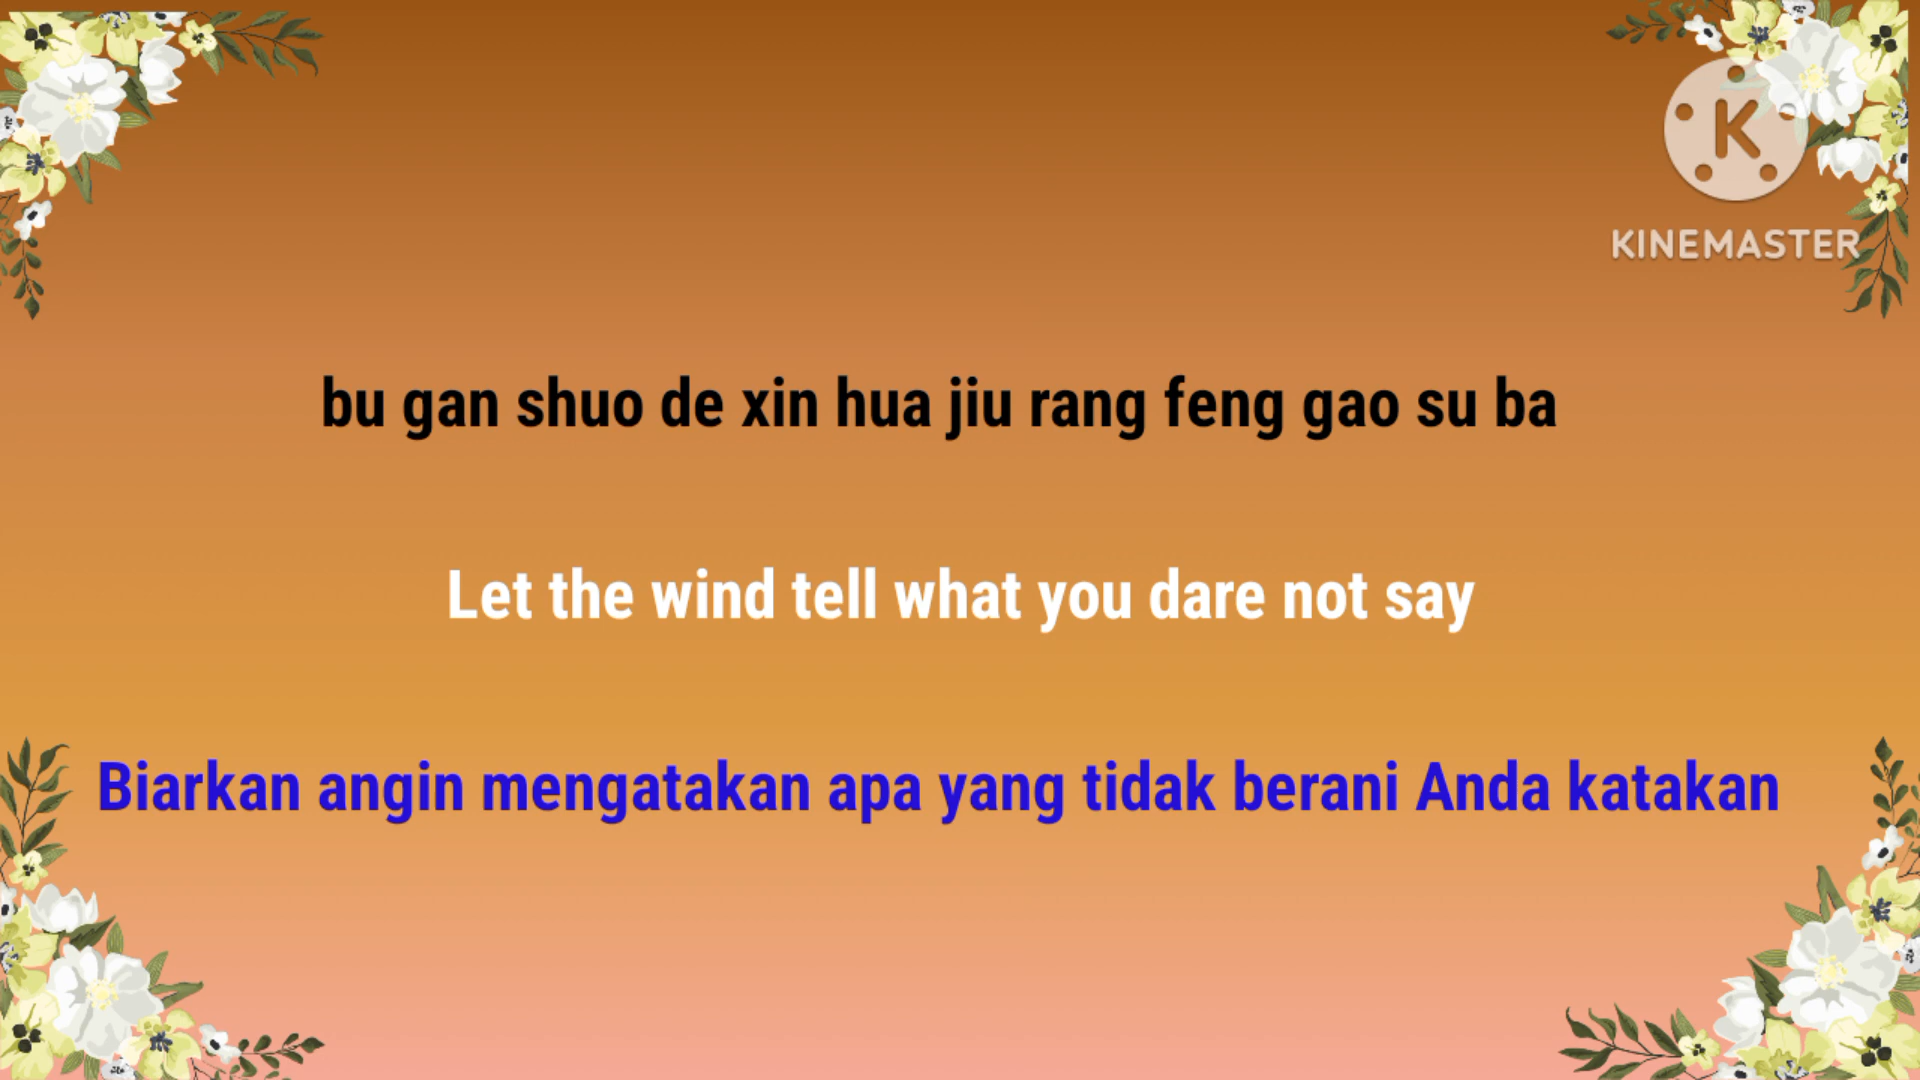 K
KINEMASTER
bu gan shuo de xin hua jiu rang feng gao su ba
Let the wind tell what you dare not say
Biarkan angin mengatakan apa yang tidak berani Anda katakan